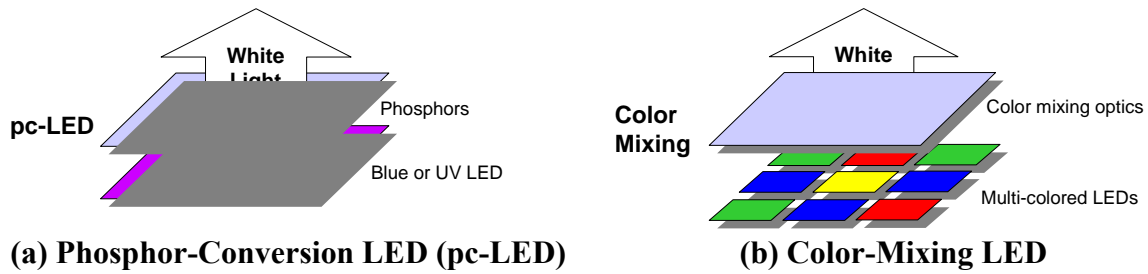 White
Light
Phosphors
pc-LED
Blue or UV LED
(a) Phosphor-Conversion LED (pc-LED)
White
Color mixing optics
Color
Mixing
Multi-colored LEDs
(b) Color-Mixing LED